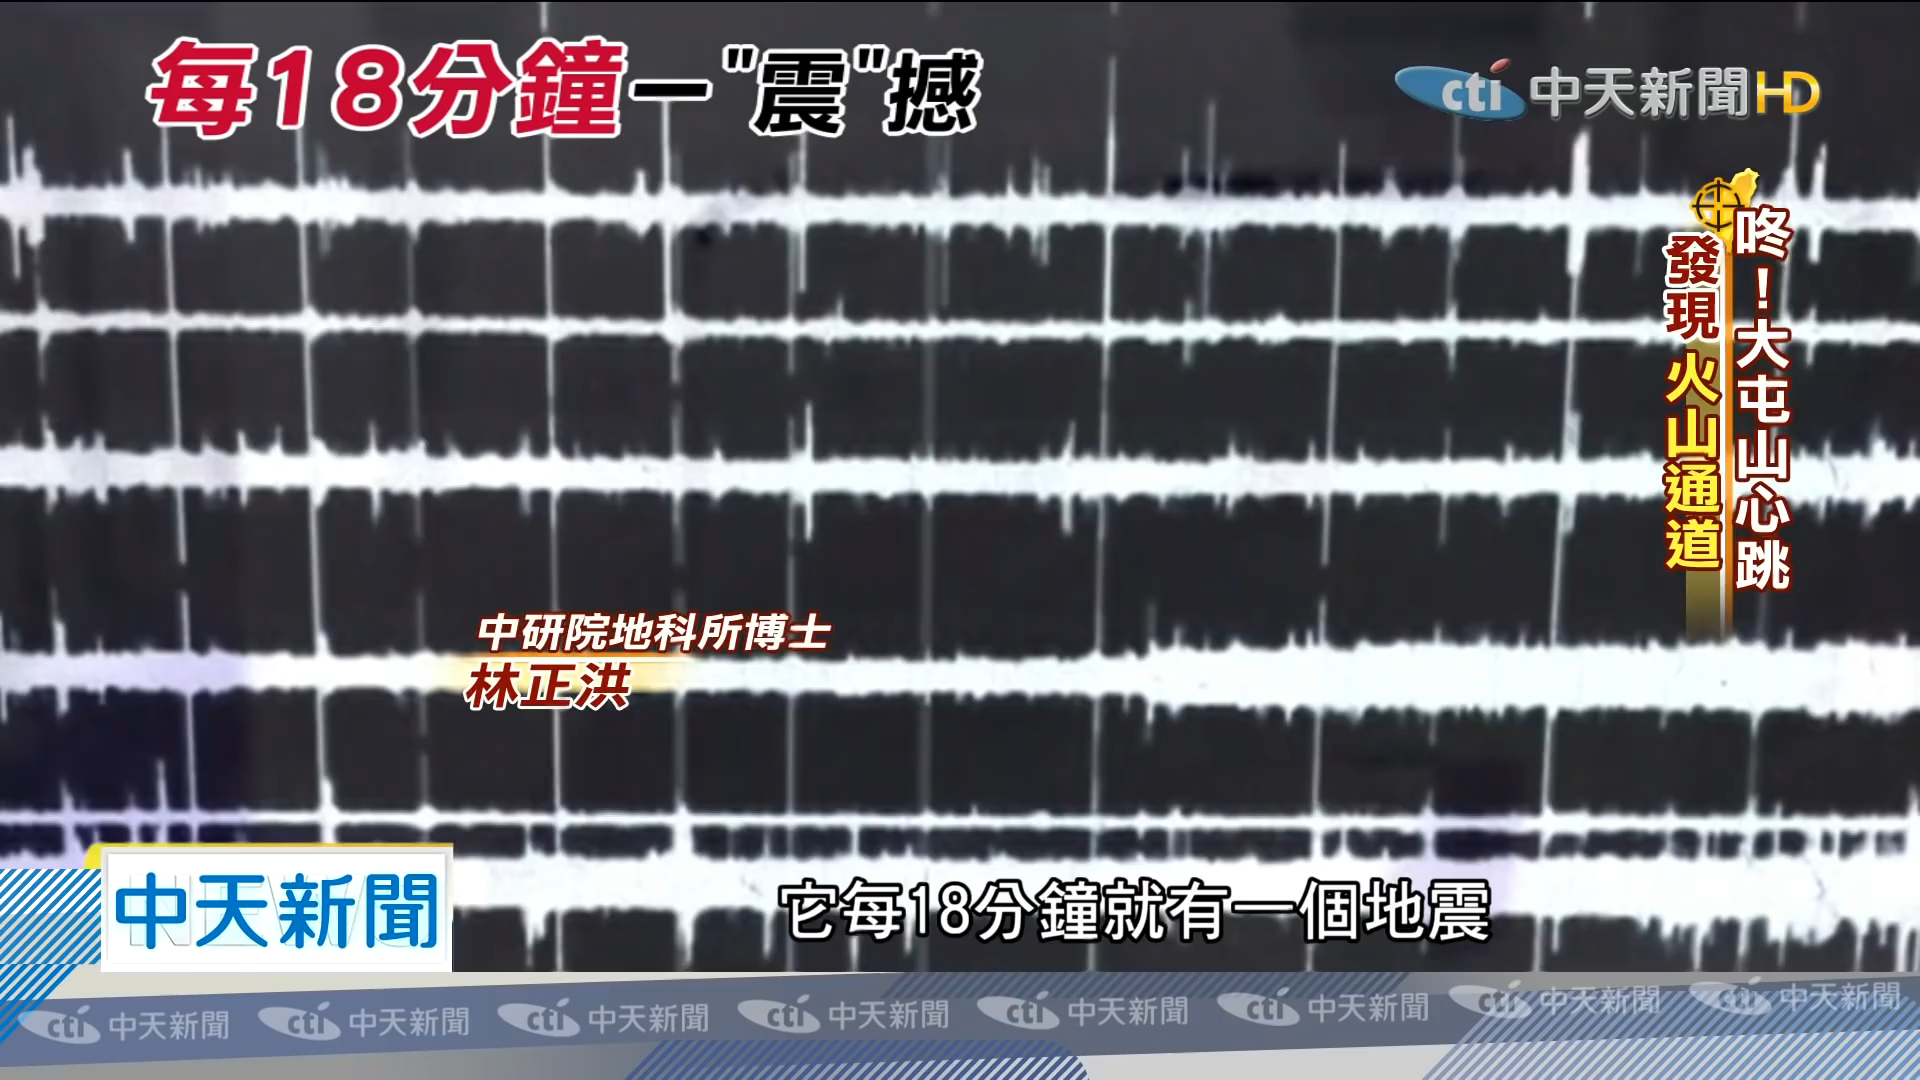 每18分鐘一"震"撼
cti 中天新聞HD
咚！大屯山心跳
發現 火山通道
中研院地科所博士
林正洪
它每18分鐘就有一個地震
中天新聞
cti 中天新聞 cti 中天新聞 cti 中天新聞 cti 中天新聞 cti 中天新聞 cti 中天新聞 cti 中天新聞 cti 中天新聞